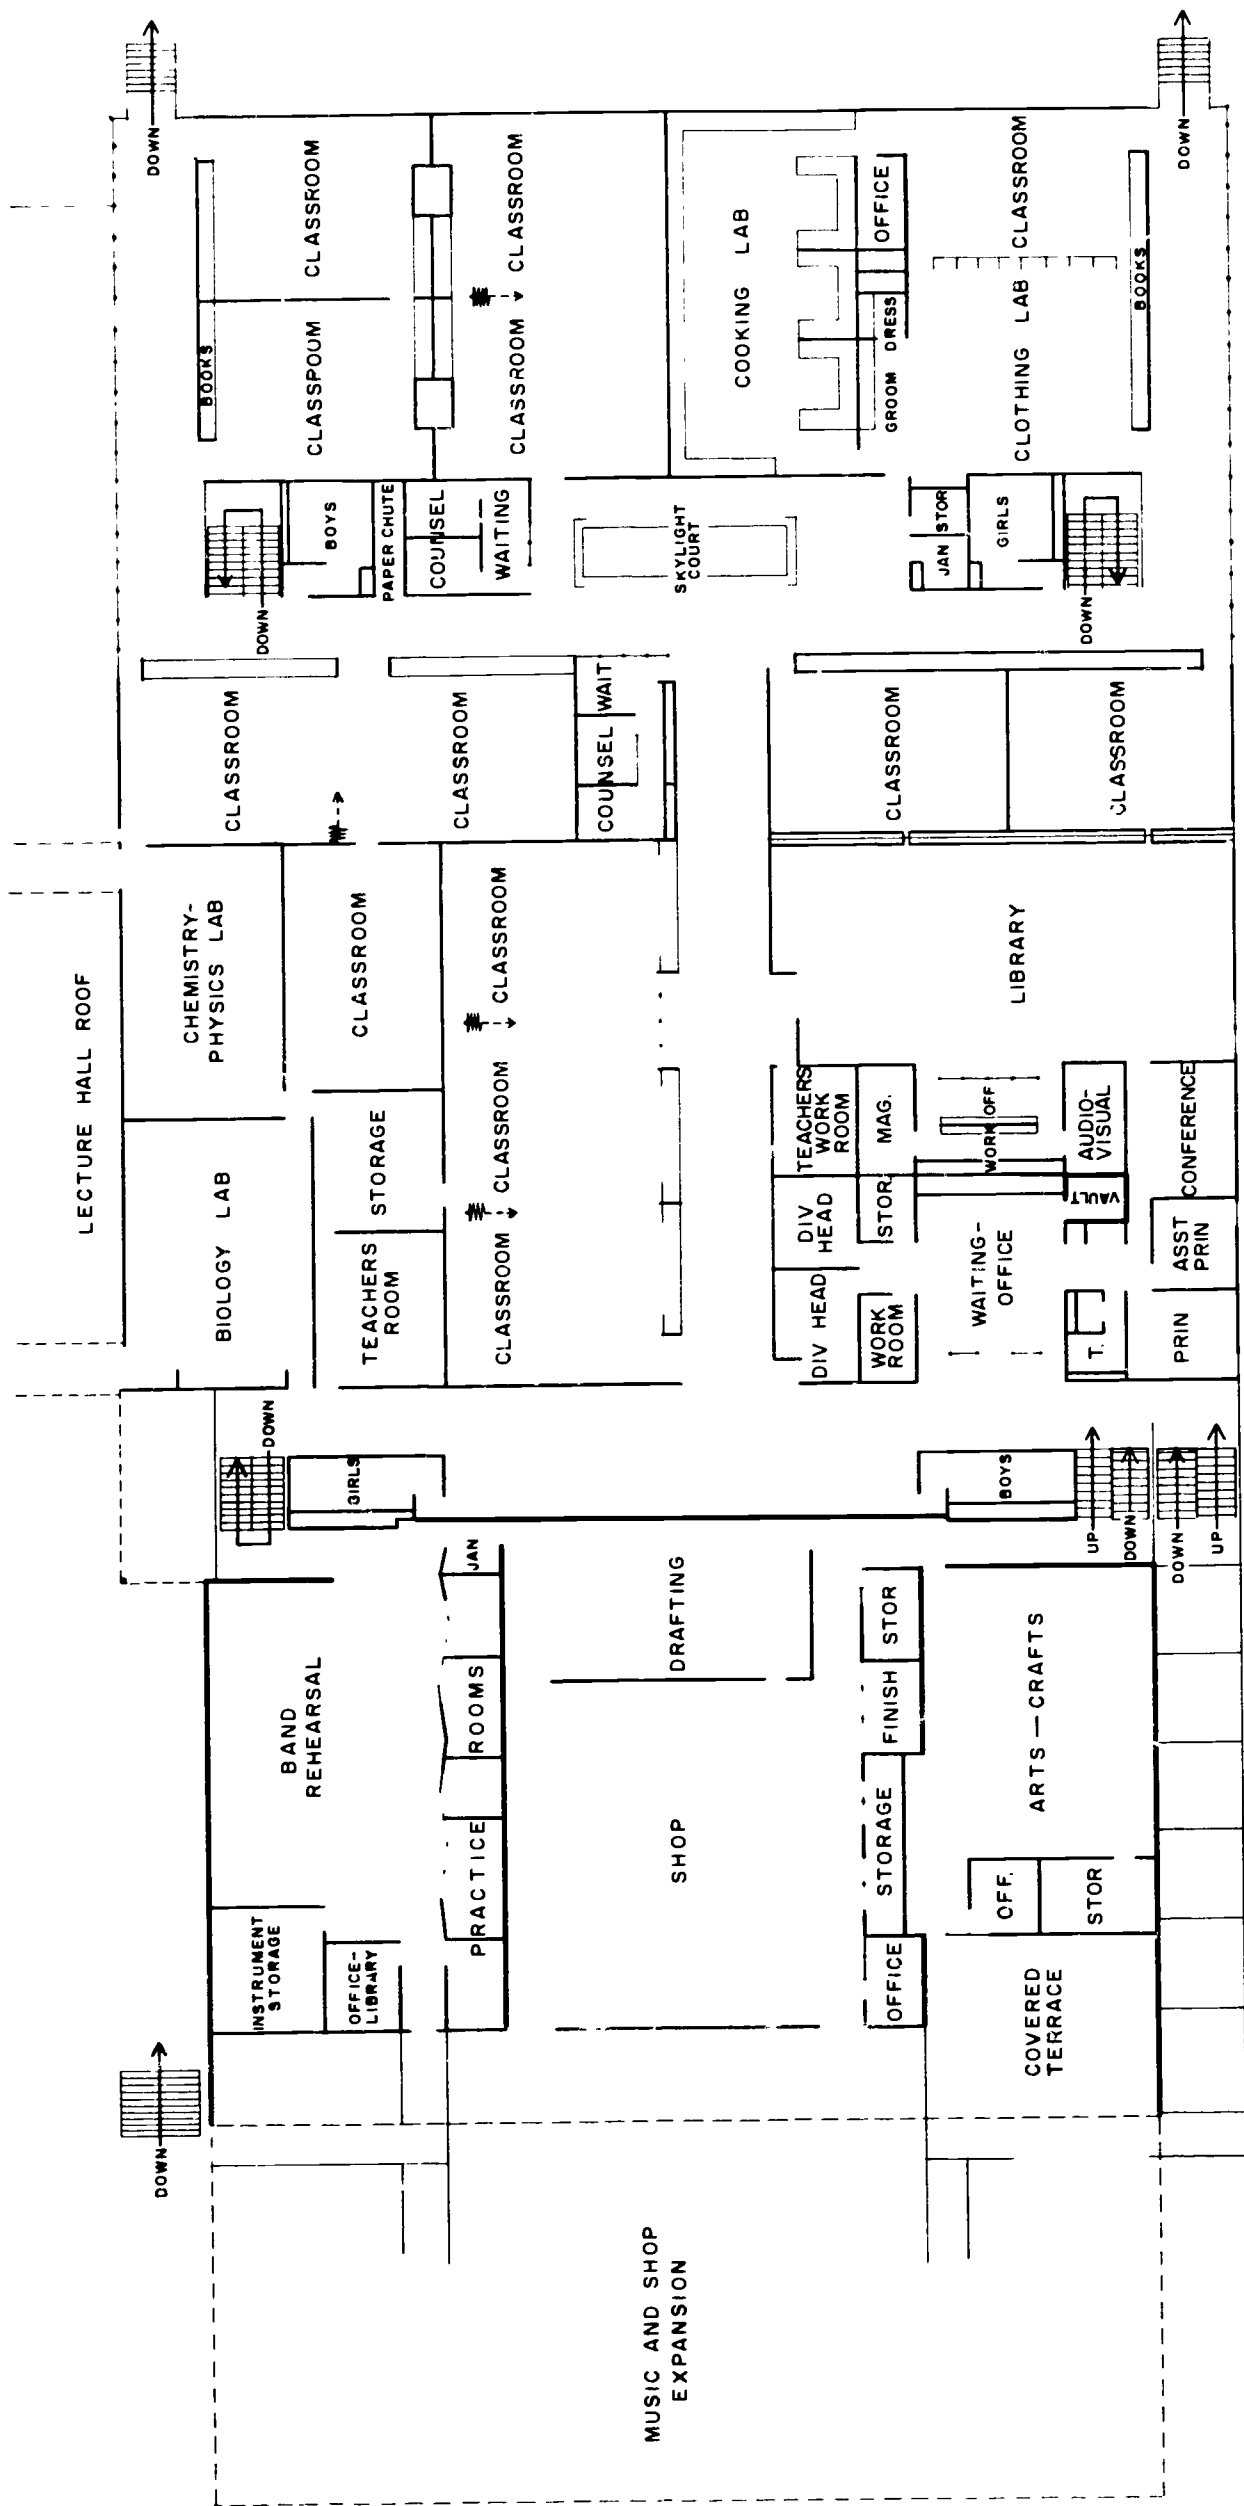 LECTURE HALL ROOF
DOWN
DOWN
BIOLOGY LAB
CHEMISTRY-
PHYSICS LAB
CLASSROOM
BOOKS
INSTRUMENT
STORAGE
BAND
REHEARSAL
DOWN
GIRLS
DOWN
BOYS
CLASSPOUM
CLASSROOM
OFFICE-
LIBRARY
TEACHERS
ROOM
STORAGE
CLASSROOM
PAPER CHUTE
COUNSEL
WAITING
PRACTICE
ROOMS
JAN
CLASSROOM
CLASSROOM
CLASSROOM
CLASSROOM
CLASSROOM
CLASSROOM
COUNSEL
WAIT
MUSIC AND SHOP
EXPANSION
SHOP
DRAFTING
SKYLIGHT
COURT
COOKING LAB
DIV HEAD
DIV
HEAD
TEACHERS
WORK
ROOM
OFFICE
STORAGE
FINISH
STOR
WORK
ROOM
STOR
MAG.
CLASSROOM
GROOM
DRESS
OFFICE
JAN
STOR
WAITING-
OFFICE
WORK
OFF
LIBRARY
GIRLS
CLOTHING LAB
CLASSROOM
COVERED
TERRACE
OFF.
STOR
ARTS — CRAFTS
BOYS
UP
DOWN
DOWN
UP
T.
VAULT
AUDIO-
VISUAL
CLASSROOM
DOWN
BOOKS
PRIN
ASST
PRIN
CONFERENCE
DOWN